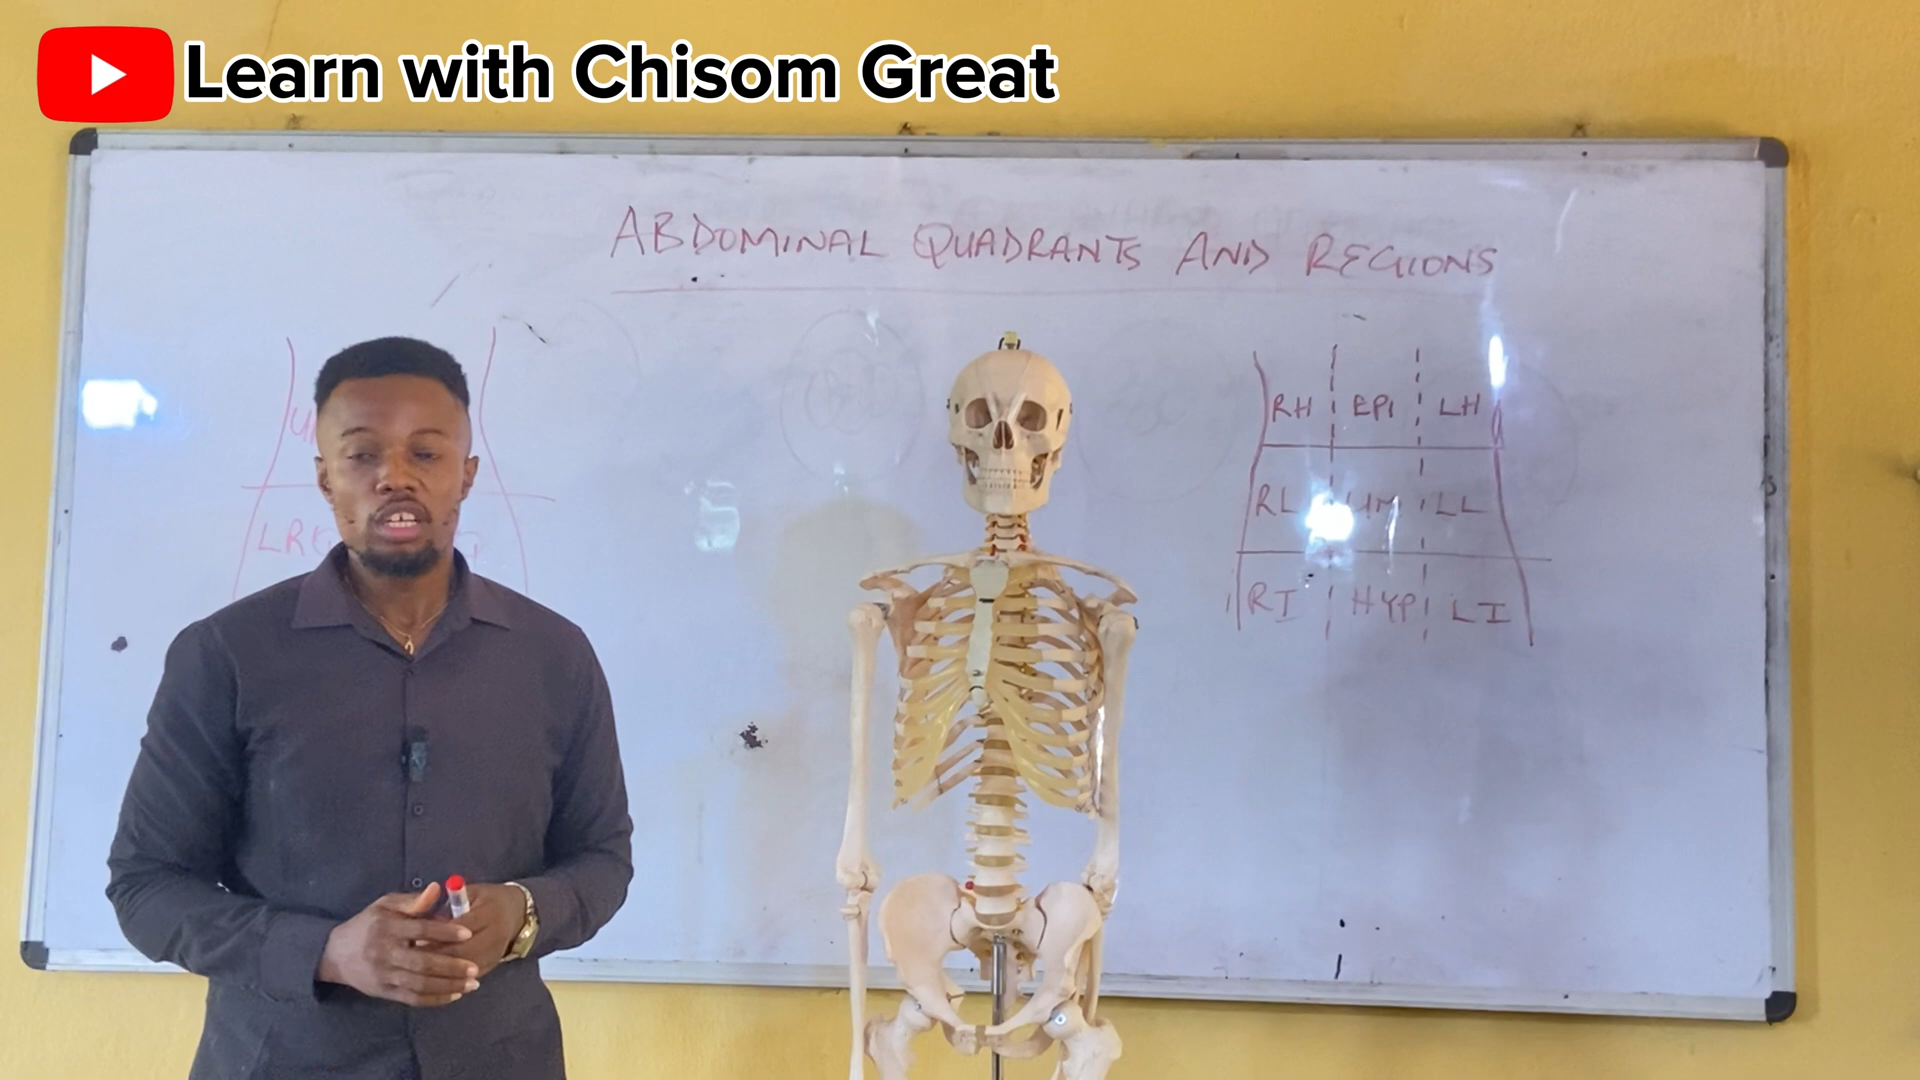 Learn with Chisom Great
ABDOMINAL QUADRANTS AND REGIONS
RH EPI LH
RL UM LL
RI HYP LI